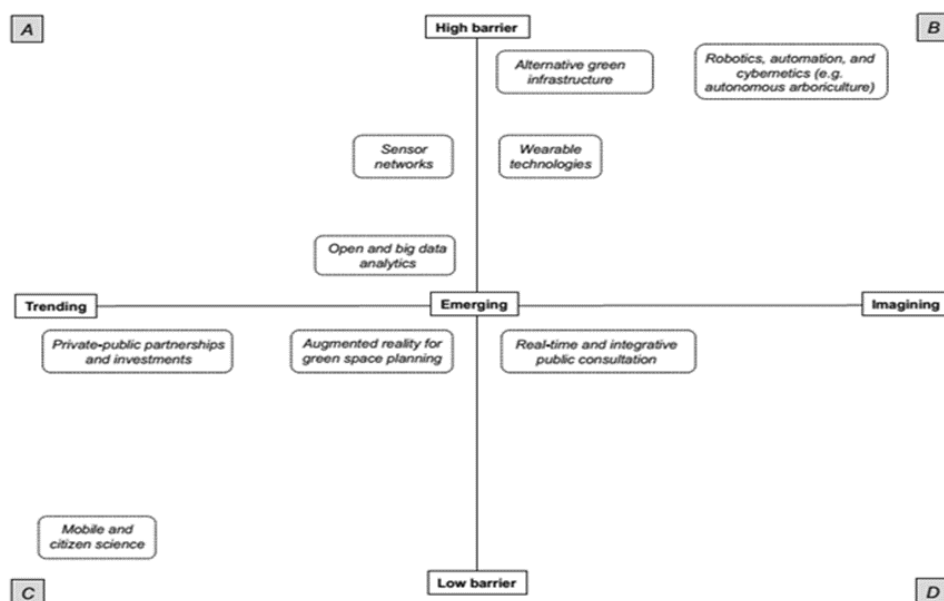 A
High barrier
B
Alternative green
infrastructure
Robotics, automation, and
cybernetics (e.g.
autonomous arboriculture)
Sensor
networks
Wearable
technologies
Open and big data
analytics
Trending
Emerging
Imagining
Private-public partnerships
and investments
Augmented reality for
green space planning
Real-time and integrative
public consultation
Mobile and
citizen science
C
Low barrier
D